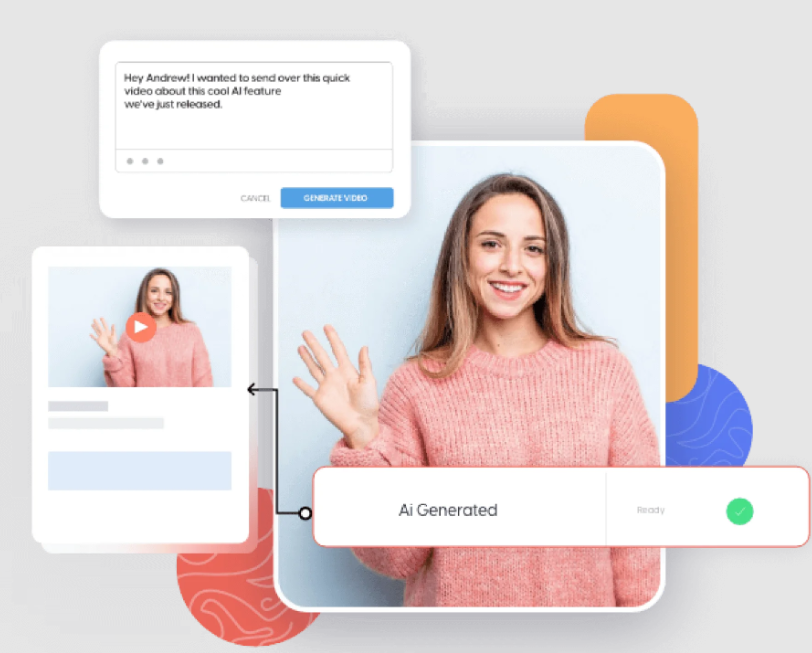 Hey Andrew! I wanted to send over this quick
video about this cool AI feature
we've just released.
CANCEL
GENERATE VIDEO
Ai Generated
Ready